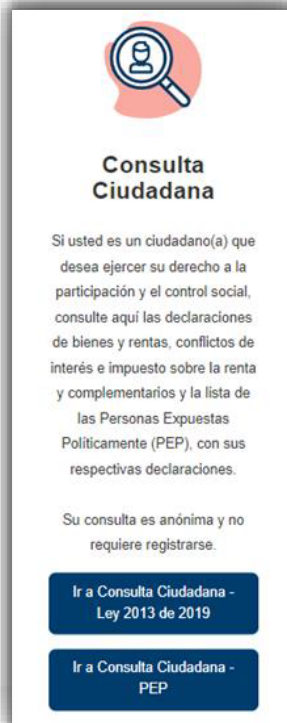 Consulta
Ciudadana
Si usted es un ciudadano(a) que
desea ejercer su derecho a la
participación y el control social,
consulte aquí las declaraciones
de bienes y rentas, conflictos de
interés e impuesto sobre la renta
y complementarios y la lista de
las Personas Expuestas
Políticamente (PEP), con sus
respectivas declaraciones.
Su consulta es anónima y no
requiere registrarse.
Ir a Consulta Ciudadana -
Ley 2013 de 2019
Ir a Consulta Ciudadana -
PEP